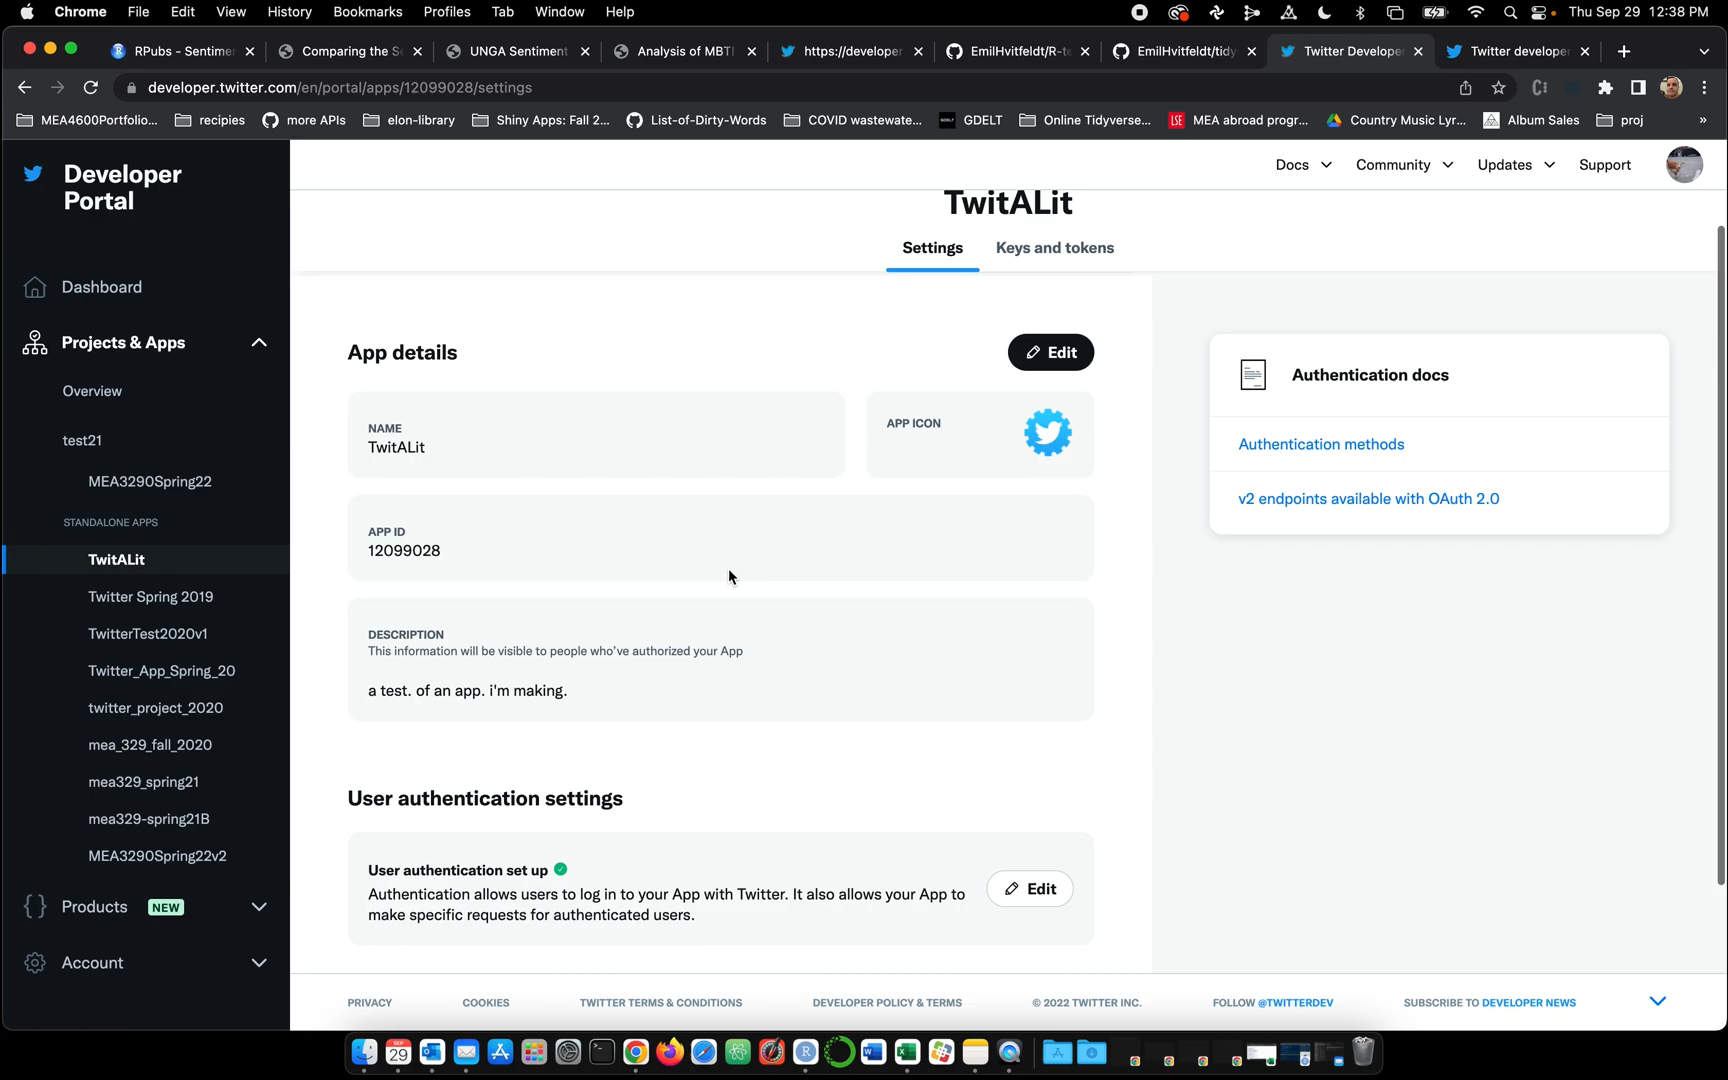 Chrome File Edit View History Bookmarks Profiles Tab Window Help Thu Sep 29 12:38 PM
RPubs - Sentimen Comparing the S UNGA Sentiment Analysis of MBTI https://developer EmilHvitfeldt/R-te EmilHvitfeldt/tidy Twitter Develope Twitter develope
developer.twitter.com/en/portal/apps/12099028/settings
MEA4600Portfolio... recipies more APIs elon-library Shiny Apps: Fall 2... List-of-Dirty-Words COVID wastewate... GDELT Online Tidyverse... LSE MEA abroad progr... Country Music Lyr... Album Sales proj »
Developer
Portal
Docs Community Updates Support
TwitALit
Settings Keys and tokens
Dashboard
Projects & Apps
Overview
test21
MEA3290Spring22
STANDALONE APPS
TwitALit
Twitter Spring 2019
TwitterTest2020v1
Twitter_App_Spring_20
twitter_project_2020
mea_329_fall_2020
mea329_spring21
mea329-spring21B
MEA3290Spring22v2
Products NEW
Account
App details
Edit
NAME
TwitALit
APP ICON
APP ID
12099028
DESCRIPTION
This information will be visible to people who've authorized your App
a test. of an app. i'm making.
User authentication settings
User authentication set up
Authentication allows users to log in to your App with Twitter. It also allows your App to
make specific requests for authenticated users.
Edit
Authentication docs
Authentication methods
v2 endpoints available with OAuth 2.0
PRIVACY COOKIES TWITTER TERMS & CONDITIONS DEVELOPER POLICY & TERMS © 2022 TWITTER INC. FOLLOW @TWITTERDEV SUBSCRIBE TO DEVELOPER NEWS
SEP
29